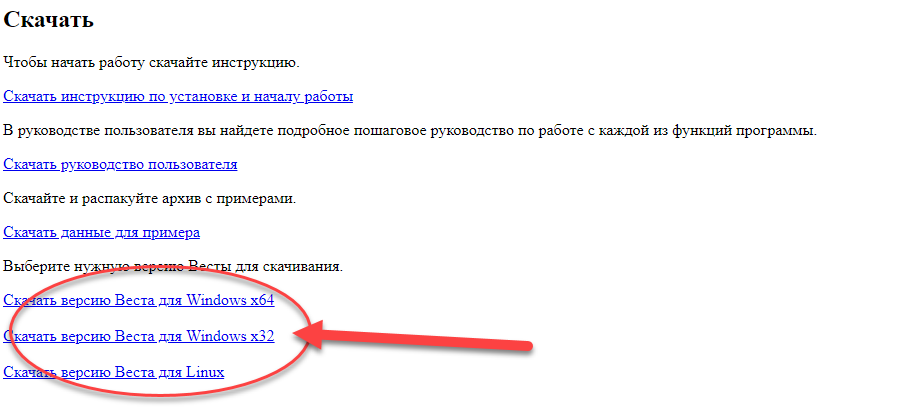 Скачать
Чтобы начать работу скачайте инструкцию.
Скачать инструкцию по установке и началу работы
В руководстве пользователя вы найдете подробное пошаговое руководство по работе с каждой из функций программы.
Скачать руководство пользователя
Скачайте и распакуйте архив с примерами.
Скачать данные для примера
Выберите нужную версию Весты для скачивания.
Скачать версию Веста для Windows x64
Скачать версию Веста для Windows x32
Скачать версию Веста для Linux